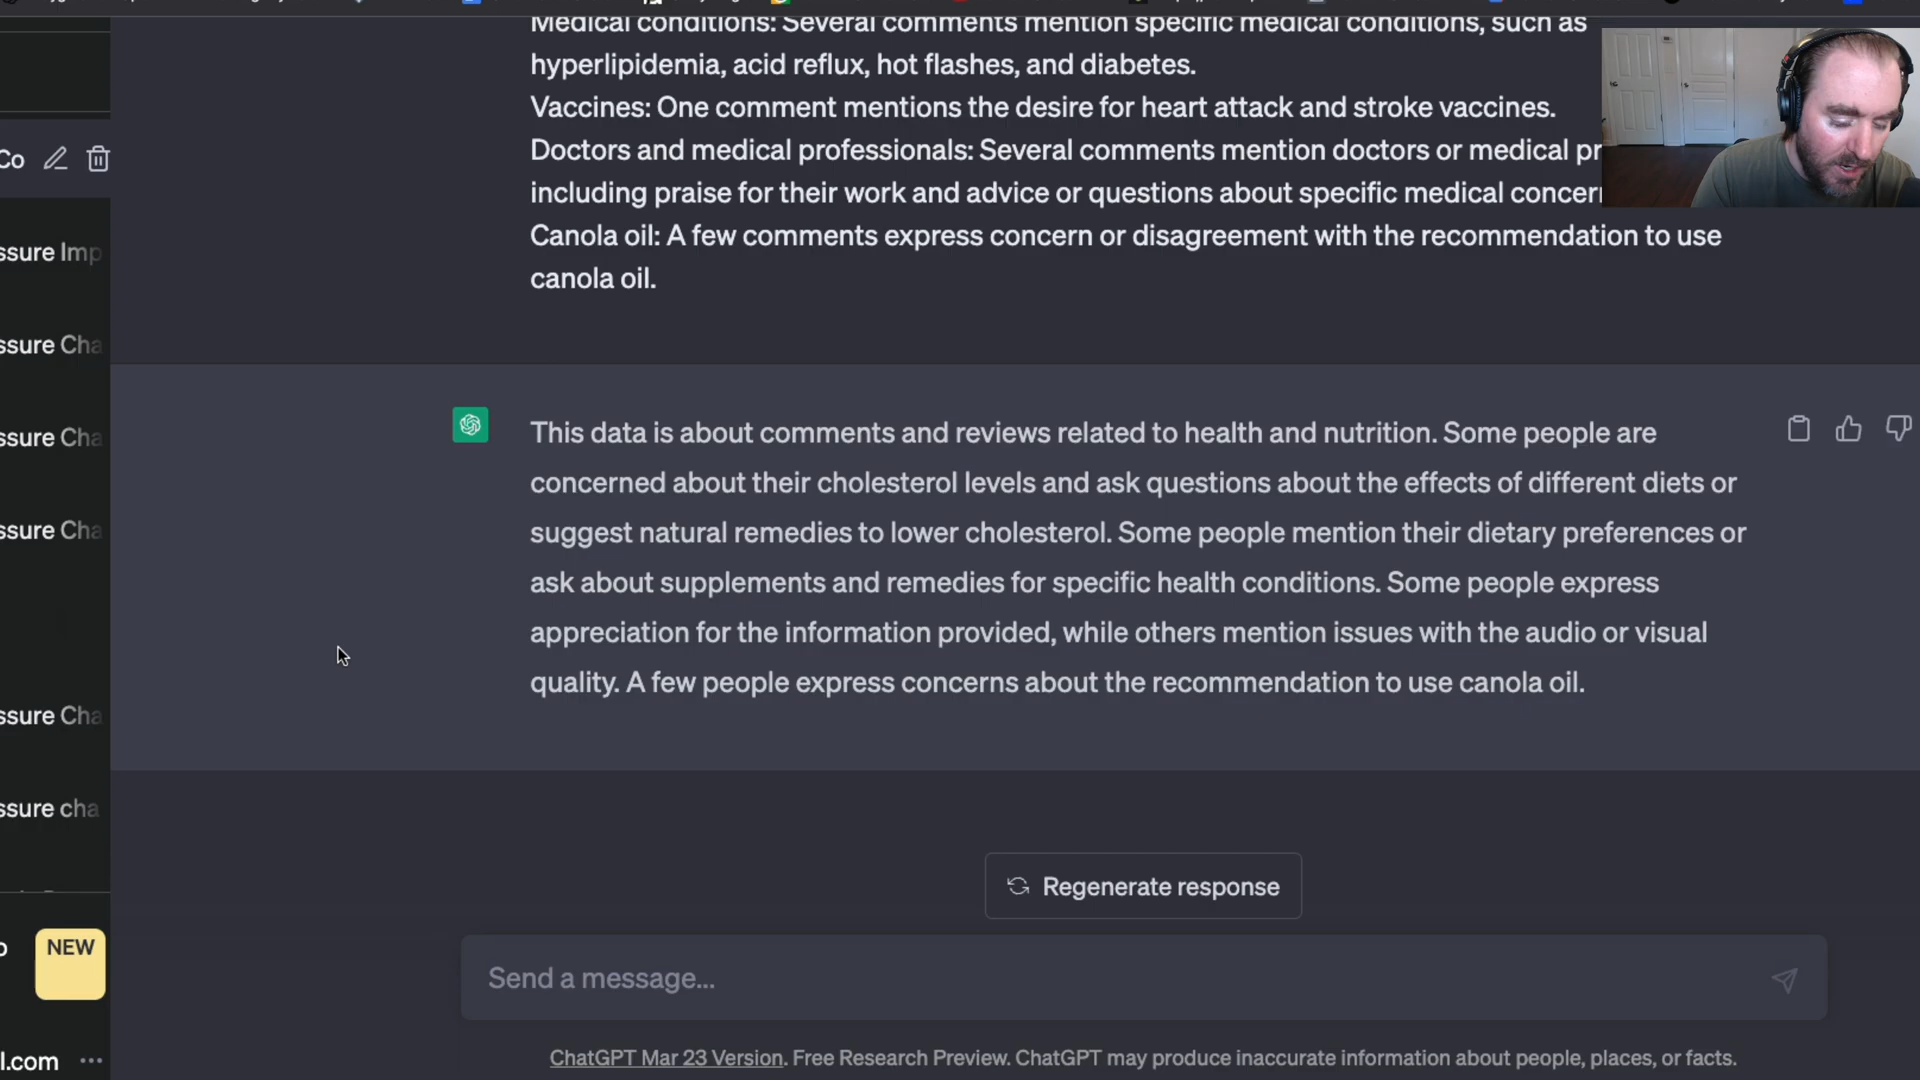 Medical conditions: Several comments mention specific medical conditions, such as
hyperlipidemia, acid reflux, hot flashes, and diabetes.
Vaccines: One comment mentions the desire for heart attack and stroke vaccines.
Doctors and medical professionals: Several comments mention doctors or medical pr
including praise for their work and advice or questions about specific medical concer
Canola oil: A few comments express concern or disagreement with the recommendation to use
canola oil.
Co
ssure Imp
ssure Cha
ssure Cha
ssure Cha
ssure Cha
ssure cha
This data is about comments and reviews related to health and nutrition. Some people are
concerned about their cholesterol levels and ask questions about the effects of different diets or
suggest natural remedies to lower cholesterol. Some people mention their dietary preferences or
ask about supplements and remedies for specific health conditions. Some people express
appreciation for the information provided, while others mention issues with the audio or visual
quality. A few people express concerns about the recommendation to use canola oil.
Regenerate response
NEW
Send a message...
l.com
ChatGPT Mar 23 Version. Free Research Preview. ChatGPT may produce inaccurate information about people, places, or facts.